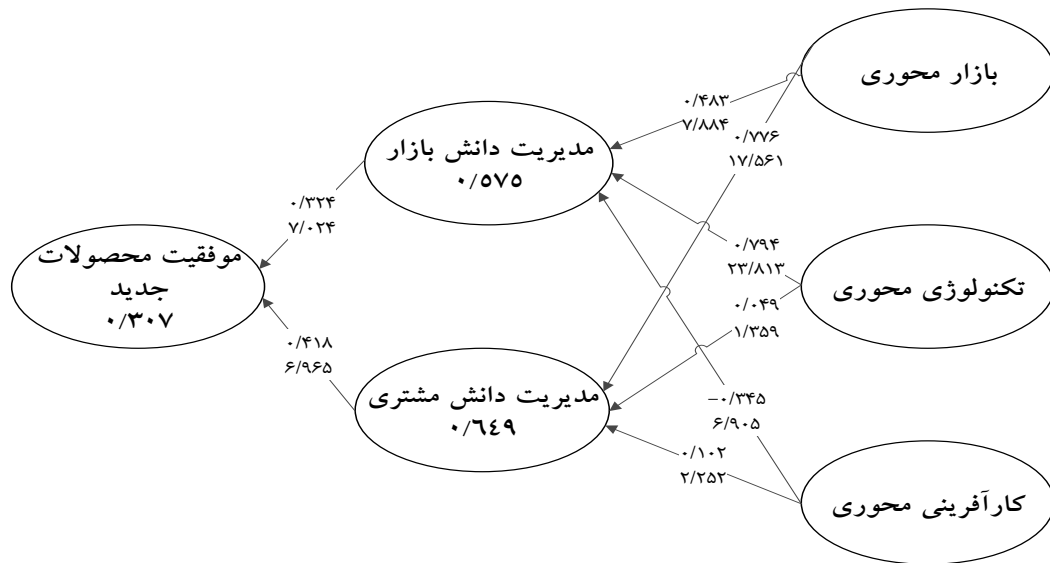 بازار محوری
۰/۴۸۳
۷/۸۸۴
۰/۷۷۶
۱۷/۵۶۱
مدیریت دانش بازار
۰/۵۷۵
۰/۳۲۴
۷/۰۲۴
۰/۷۹۴
۲۳/۸۱۳
تکنولوژی محوری
۰/۰۴۹
۱/۳۵۹
موفقیت محصولات
جدید
۰/۳۰۷
۰/۴۱۸
۶/۹۶۵
مدیریت دانش مشتری
۰/٦٤۹
−۰/۳۴۵
۶/۹۰۵
۰/۱۰۲
۲/۲۵۲
کارآفرینی محوری